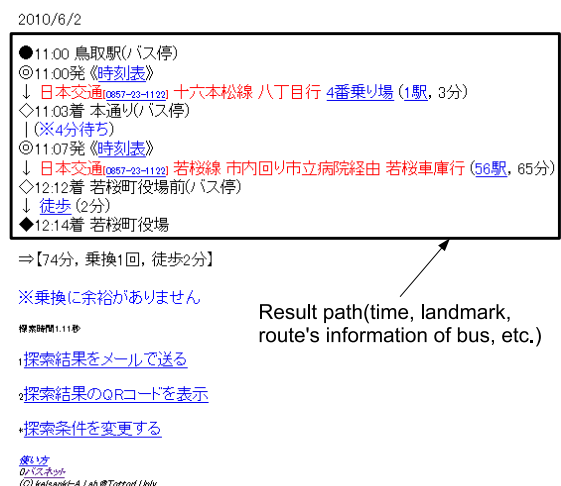 2010/6/2
●11:00 鳥取駅(バス停)
◎11:00発《時刻表》
↓ 日本交通[0857-23-1122] 十六本松線 八丁目行 4番乗り場 (1駅, 3分)
◇11:03着 本通り(バス停)
| (※4分待ち)
◎11:07発《時刻表》
↓ 日本交通[0857-23-1122] 若桜線 市内回り市立病院経由 若桜車庫行 (56駅, 65分)
◇12:12着 若桜町役場前(バス停)
↓ 徒歩 (2分)
◆12:14着 若桜町役場
⇒【74分, 乗換1回, 徒歩2分】
※乗換に余裕がありません
Result path(time, landmark,
route's information of bus, etc.)
探索時間1.11秒
1探索結果をメールで送る
2探索結果のQRコードを表示
*探索条件を変更する
使い方
0バスネット
(C) kaisanki-A Lab @Tottori Univ.